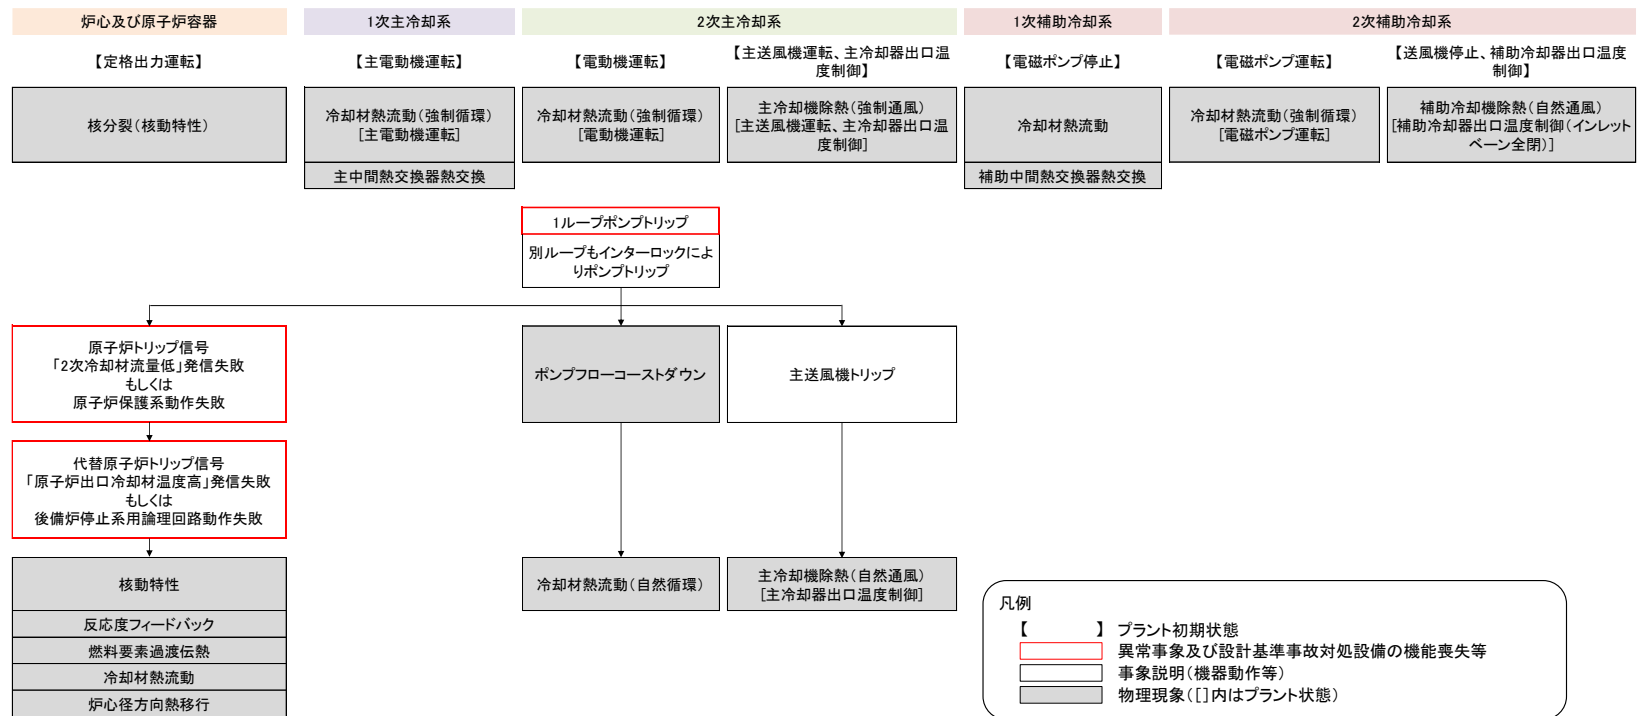 炉心及び原子炉容器
1次主冷却系
2次主冷却系
1次補助冷却系
2次補助冷却系
【定格出力運転】
【主電動機運転】
【電動機運転】
【主送風機運転、主冷却器出口温
度制御】
【電磁ポンプ停止】
【電磁ポンプ運転】
【送風機停止、補助冷却器出口温度
制御】
核分裂(核動特性)
冷却材熱流動(強制循環)
[主電動機運転]
冷却材熱流動(強制循環)
[電動機運転]
主冷却機除熱(強制通風)
[主送風機運転、主冷却器出口温
度制御]
冷却材熱流動
冷却材熱流動(強制循環)
[電磁ポンプ運転]
補助冷却機除熱(自然通風)
[補助冷却器出口温度制御(インレット
ベーン全閉)]
主中間熱交換器熱交換
補助中間熱交換器熱交換
1ループポンプトリップ
別ループもインターロックによ
りポンプトリップ
原子炉トリップ信号
「2次冷却材流量低」発信失敗
もしくは
原子炉保護系動作失敗
ポンプフローコーストダウン
主送風機トリップ
代替原子炉トリップ信号
「原子炉出口冷却材温度高」発信失敗
もしくは
後備炉停止系用論理回路動作失敗
核動特性
冷却材熱流動(自然循環)
主冷却機除熱(自然通風)
[主冷却器出口温度制御]
反応度フィードバック
燃料要素過渡伝熱
冷却材熱流動
炉心径方向熱移行
凡例
【 】 プラント初期状態
異常事象及び設計基準事故対処設備の機能喪失等
事象説明(機器動作等)
物理現象([]内はプラント状態)